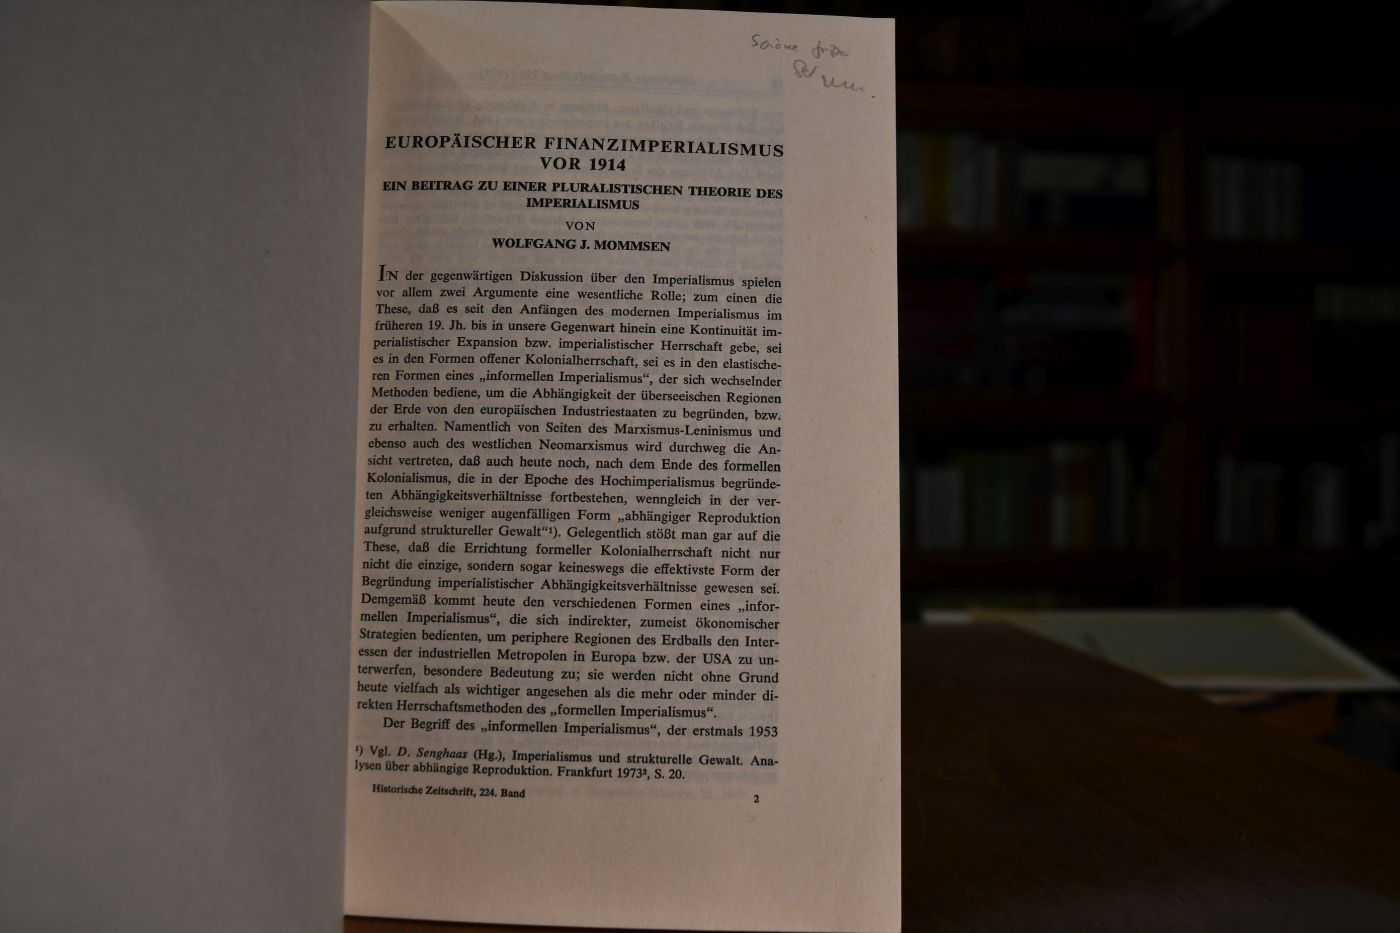 EUROPÄISCHER FINANZIMPERIALISMUS
VOR 1914
EIN BEITRAG ZU EINER PLURALISTISCHEN THEORIE DES
IMPERIALISMUS
VON
WOLFGANG J. MOMMSEN
IN der gegenwärtigen Diskussion über den Imperialismus spielen
vor allem zwei Argumente eine wesentliche Rolle; zum einen die
These, daß es seit den Anfängen des modernen Imperialismus im
früheren 19. Jh. bis in unsere Gegenwart hinein eine Kontinuität im-
perialistischer Expansion bzw. imperialistischer Herrschaft gebe, sei
es in den Formen offener Kolonialherrschaft, sei es in den elastische-
ren Formen eines „informellen Imperialismus“, der sich wechselnder
Methoden bediene, um die Abhängigkeit der überseeischen Regionen
der Erde von den europäischen Industriestaaten zu begründen, bzw.
zu erhalten. Namentlich von Seiten des Marxismus-Leninismus und
ebenso auch des westlichen Neomarxismus wird durchweg die An-
sicht vertreten, daß auch heute noch, nach dem Ende des formellen
Kolonialismus, die in der Epoche des Hochimperialismus begründe-
ten Abhängigkeitsverhältnisse fortbestehen, wenngleich in der ver-
gleichsweise weniger augenfälligen Form „abhängiger Reproduktion
aufgrund struktureller Gewalt“¹). Gelegentlich stößt man gar auf die
These, daß die Errichtung formeller Kolonialherrschaft nicht nur
nicht die einzige, sondern sogar keineswegs die effektivste Form der
Begründung imperialistischer Abhängigkeitsverhältnisse gewesen sei.
Demgemäß kommt heute den verschiedenen Formen eines „infor-
mellen Imperialismus“, die sich indirekter, zumeist ökonomischer
Strategien bedienten, um periphere Regionen des Erdballs den Inter-
essen der industriellen Metropolen in Europa bzw. der USA zu un-
terwerfen, besondere Bedeutung zu; sie werden nicht ohne Grund
heute vielfach als wichtiger angesehen als die mehr oder minder di-
rekten Herrschaftsmethoden des „formellen Imperialismus“.
Der Begriff des „informellen Imperialismus“, der erstmals 1953
¹) Vgl. D. Senghaas (Hg.), Imperialismus und strukturelle Gewalt. Ana-
lysen über abhängige Reproduktion. Frankfurt 1973², S. 20.
Historische Zeitschrift, 224. Band 2